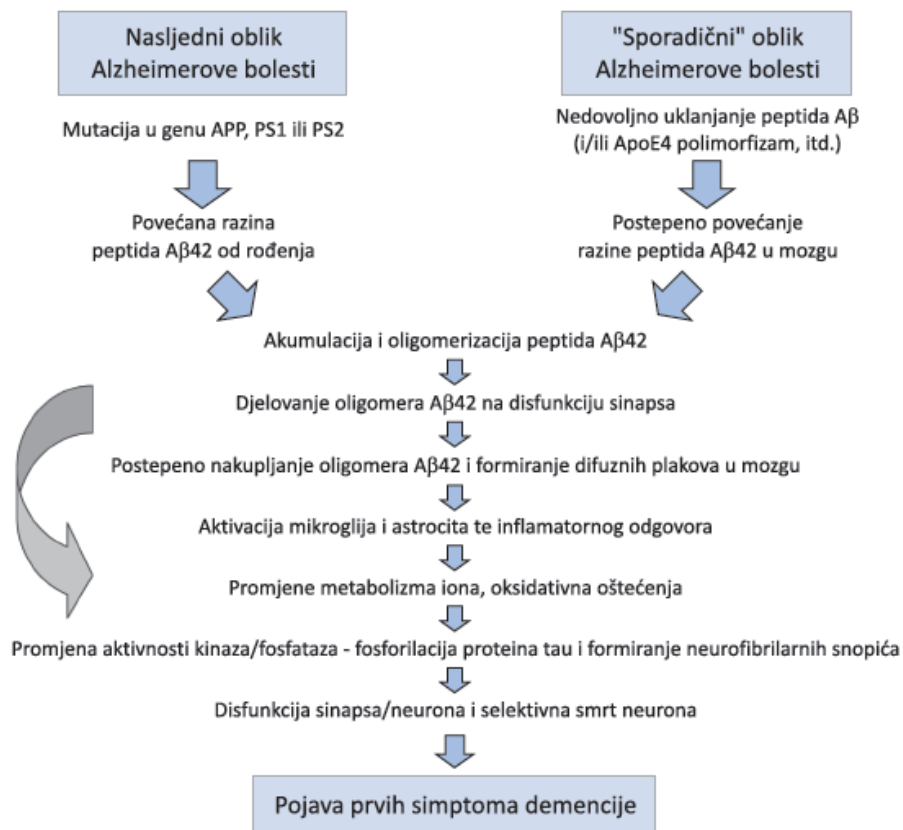 Nasljedni oblik
Alzheimerove bolesti
"Sporadični" oblik
Alzheimerove bolesti
Mutacija u genu APP, PS1 ili PS2
Nedovoljno uklanjanje peptida Aβ
(i/ili ApoE4 polimorfizam, itd.)
Povećana razina
peptida Aβ42 od rođenja
Postepeno povećanje
razine peptida Aβ42 u mozgu
Akumulacija i oligomerizacija peptida Aβ42
Djelovanje oligomera Aβ42 na disfunkciju sinapsa
Postepeno nakupljanje oligomera Aβ42 i formiranje difuznih plakova u mozgu
Aktivacija mikroglija i astrocita te inflamatornog odgovora
Promjene metabolizma iona, oksidativna oštećenja
Promjena aktivnosti kinaza/fosfataza - fosforilacija proteina tau i formiranje neurofibrilarnih snopića
Disfunkcija sinapsa/neurona i selektivna smrt neurona
Pojava prvih simptoma demencije